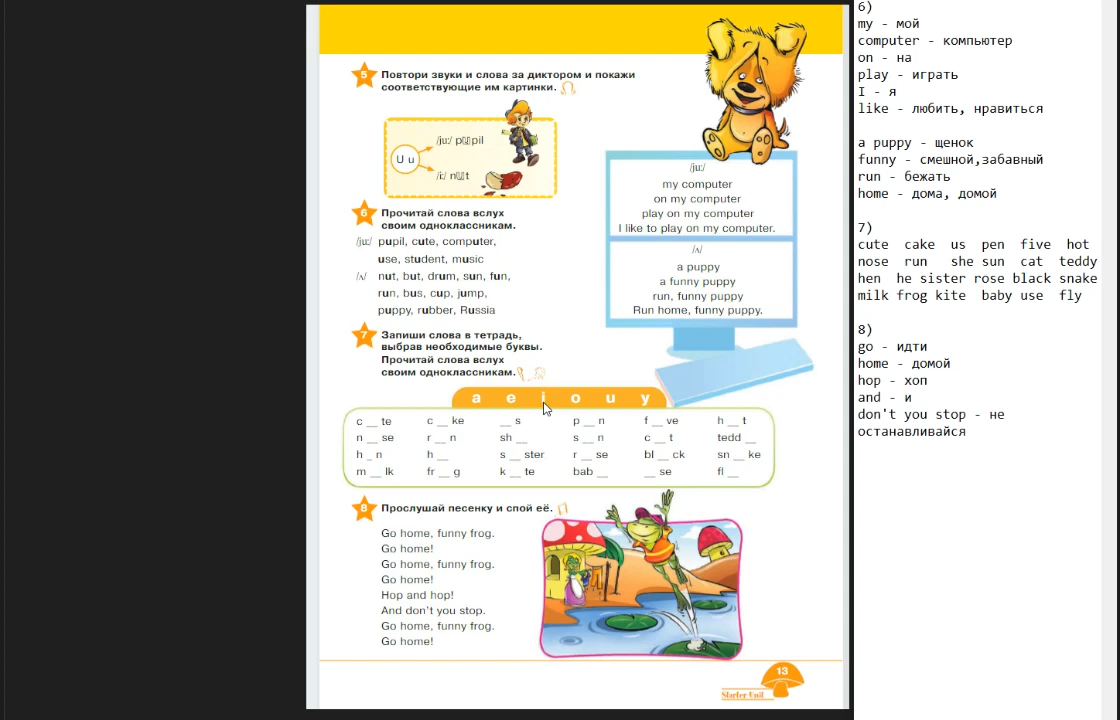 5 Повтори звуки и слова за диктором и покажи
соответствующие им картинки.
U u
/juː/ p t pil
/iː/ n t
6 Прочитай слова вслух
своим одноклассникам.
/juː/ pupil, cute, computer,
use, student, music
/ʌ/ nut, but, drum, sun, fun,
run, bus, cup, jump,
puppy, rubber, Russia
/juː/
my computer
on my computer
play on my computer
I like to play on my computer.
/ʌ/
a puppy
a funny puppy
run, funny puppy
Run home, funny puppy.
7 Запиши слова в тетрадь,
выбрав необходимые буквы.
Прочитай слова вслух
своим одноклассникам.
a e i o u y
c __ te c __ ke __ s p __ n f __ ve h __ t
n __ se r __ n sh __ s __ n c __ t tedd __
h _ n h __ s __ ster r __ se bl __ ck sn __ ke
m __ lk fr __ g k __ te bab __ __ se fl __
8 Прослушай песенку и спой её.
Go home, funny frog.
Go home!
Go home, funny frog.
Go home!
Hop and hop!
And don't you stop.
Go home, funny frog.
Go home!
13
Starter Unit
6)
my - мой
computer - компьютер
on - на
play - играть
I - я
like - любить, нравиться
a puppy - щенок
funny - смешной,забавный
run - бежать
home - дома, домой
7)
cute cake us pen five hot
nose run she sun cat teddy
hen he sister rose black snake
milk frog kite baby use fly
8)
go - идти
home - домой
hop - хоп
and - и
don't you stop - не
останавливайся